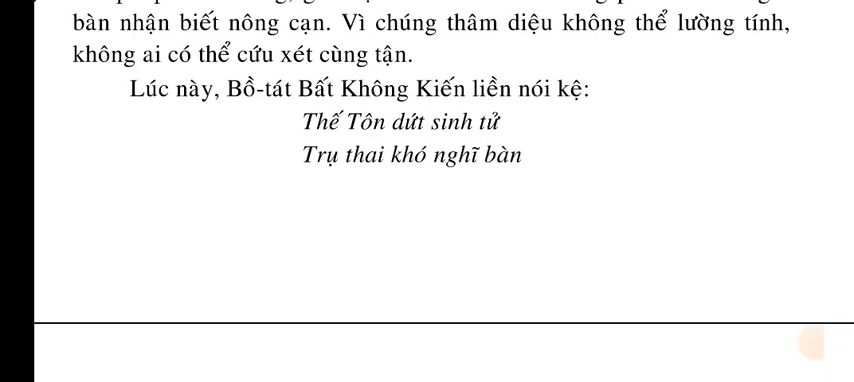 bàn nhận biết nông cạn. Vì chúng thâm diệu không thể lường tính,
không ai có thể cứu xét cùng tận.
Lúc này, Bồ-tát Bất Không Kiến liền nói kệ:
Thế Tôn dứt sinh tử
Trụ thai khó nghĩ bàn